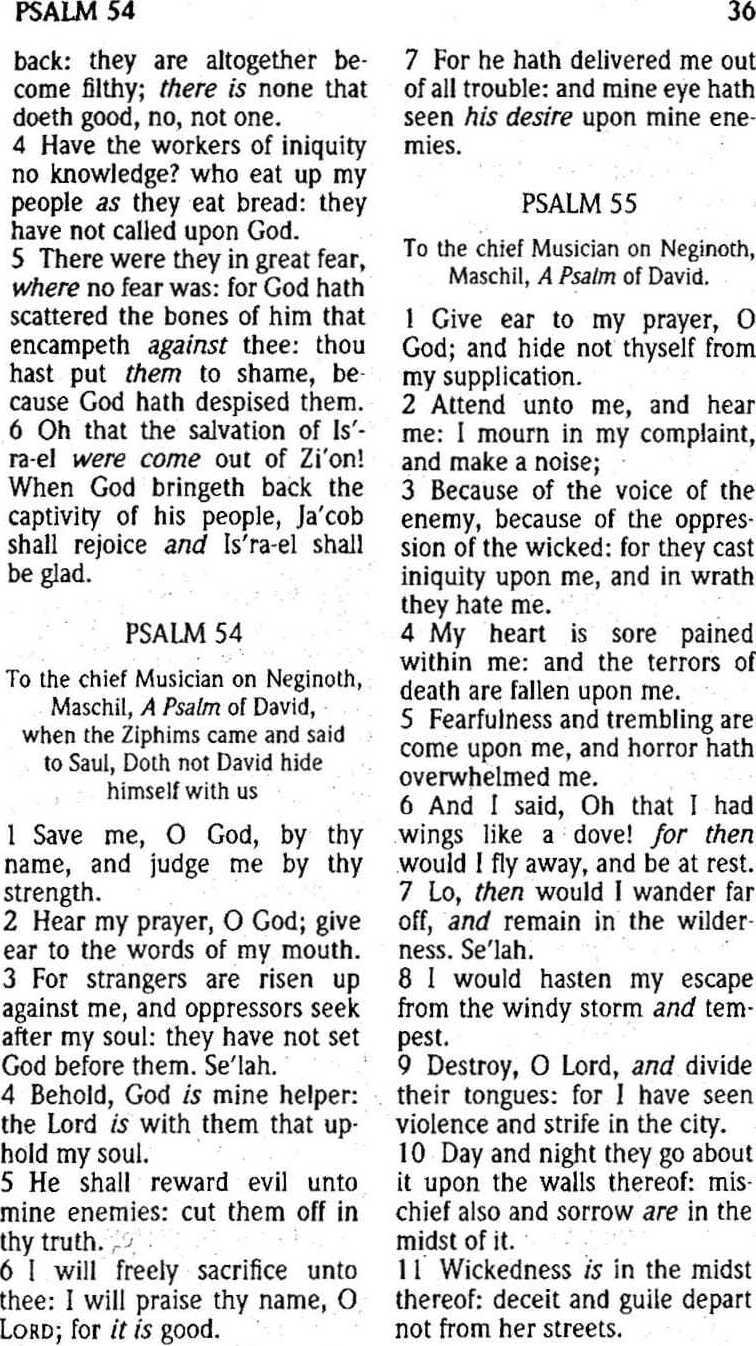 PSALM 54
36
back: they are altogether be-
come filthy; there is none that
doeth good, no, not one.
4 Have the workers of iniquity
no knowledge? who eat up my
people as they eat bread: they
have not called upon God.
5 There were they in great fear,
where no fear was: for God hath
scattered the bones of him that
encampeth against thee: thou
hast put them to shame, be-
cause God hath despised them.
6 Oh that the salvation of Is'-
ra-el were come out of Zi'on!
When God bringeth back the
captivity of his people, Ja'cob
shall rejoice and Is'ra-el shall
be glad.
PSALM 54
To the chief Musician on Neginoth,
Maschil, A Psalm of David,
when the Ziphims came and said
to Saul, Doth not David hide
himself with us
1 Save me, O God, by thy
name, and judge me by thy
strength.
2 Hear my prayer, O God; give
ear to the words of my mouth.
3 For strangers are risen up
against me, and oppressors seek
after my soul: they have not set
God before them. Se'lah.
4 Behold, God is mine helper:
the Lord is with them that up-
hold my soul.
5 He shall reward evil unto
mine enemies: cut them off in
thy truth.
6 I will freely sacrifice unto
thee: I will praise thy name, O
LORD; for it is good.
7 For he hath delivered me out
of all trouble: and mine eye hath
seen his desire upon mine ene-
mies.
PSALM 55
To the chief Musician on Neginoth,
Maschil, A Psalm of David.
1 Give ear to my prayer, O
God; and hide not thyself from
my supplication.
2 Attend unto me, and hear
me: I mourn in my complaint,
and make a noise;
3 Because of the voice of the
enemy, because of the oppres-
sion of the wicked: for they cast
iniquity upon me, and in wrath
they hate me.
4 My heart is sore pained
within me: and the terrors of
death are fallen upon me.
5 Fearfulness and trembling are
come upon me, and horror hath
overwhelmed me.
6 And I said, Oh that I had
wings like a dove! for then
would I fly away, and be at rest.
7 Lo, then would I wander far
off, and remain in the wilder-
ness. Se'lah.
8 I would hasten my escape
from the windy storm and tem-
pest.
9 Destroy, O Lord, and divide
their tongues: for I have seen
violence and strife in the city.
10 Day and night they go about
it upon the walls thereof: mis-
chief also and sorrow are in the
midst of it.
11 Wickedness is in the midst
thereof: deceit and guile depart
not from her streets.